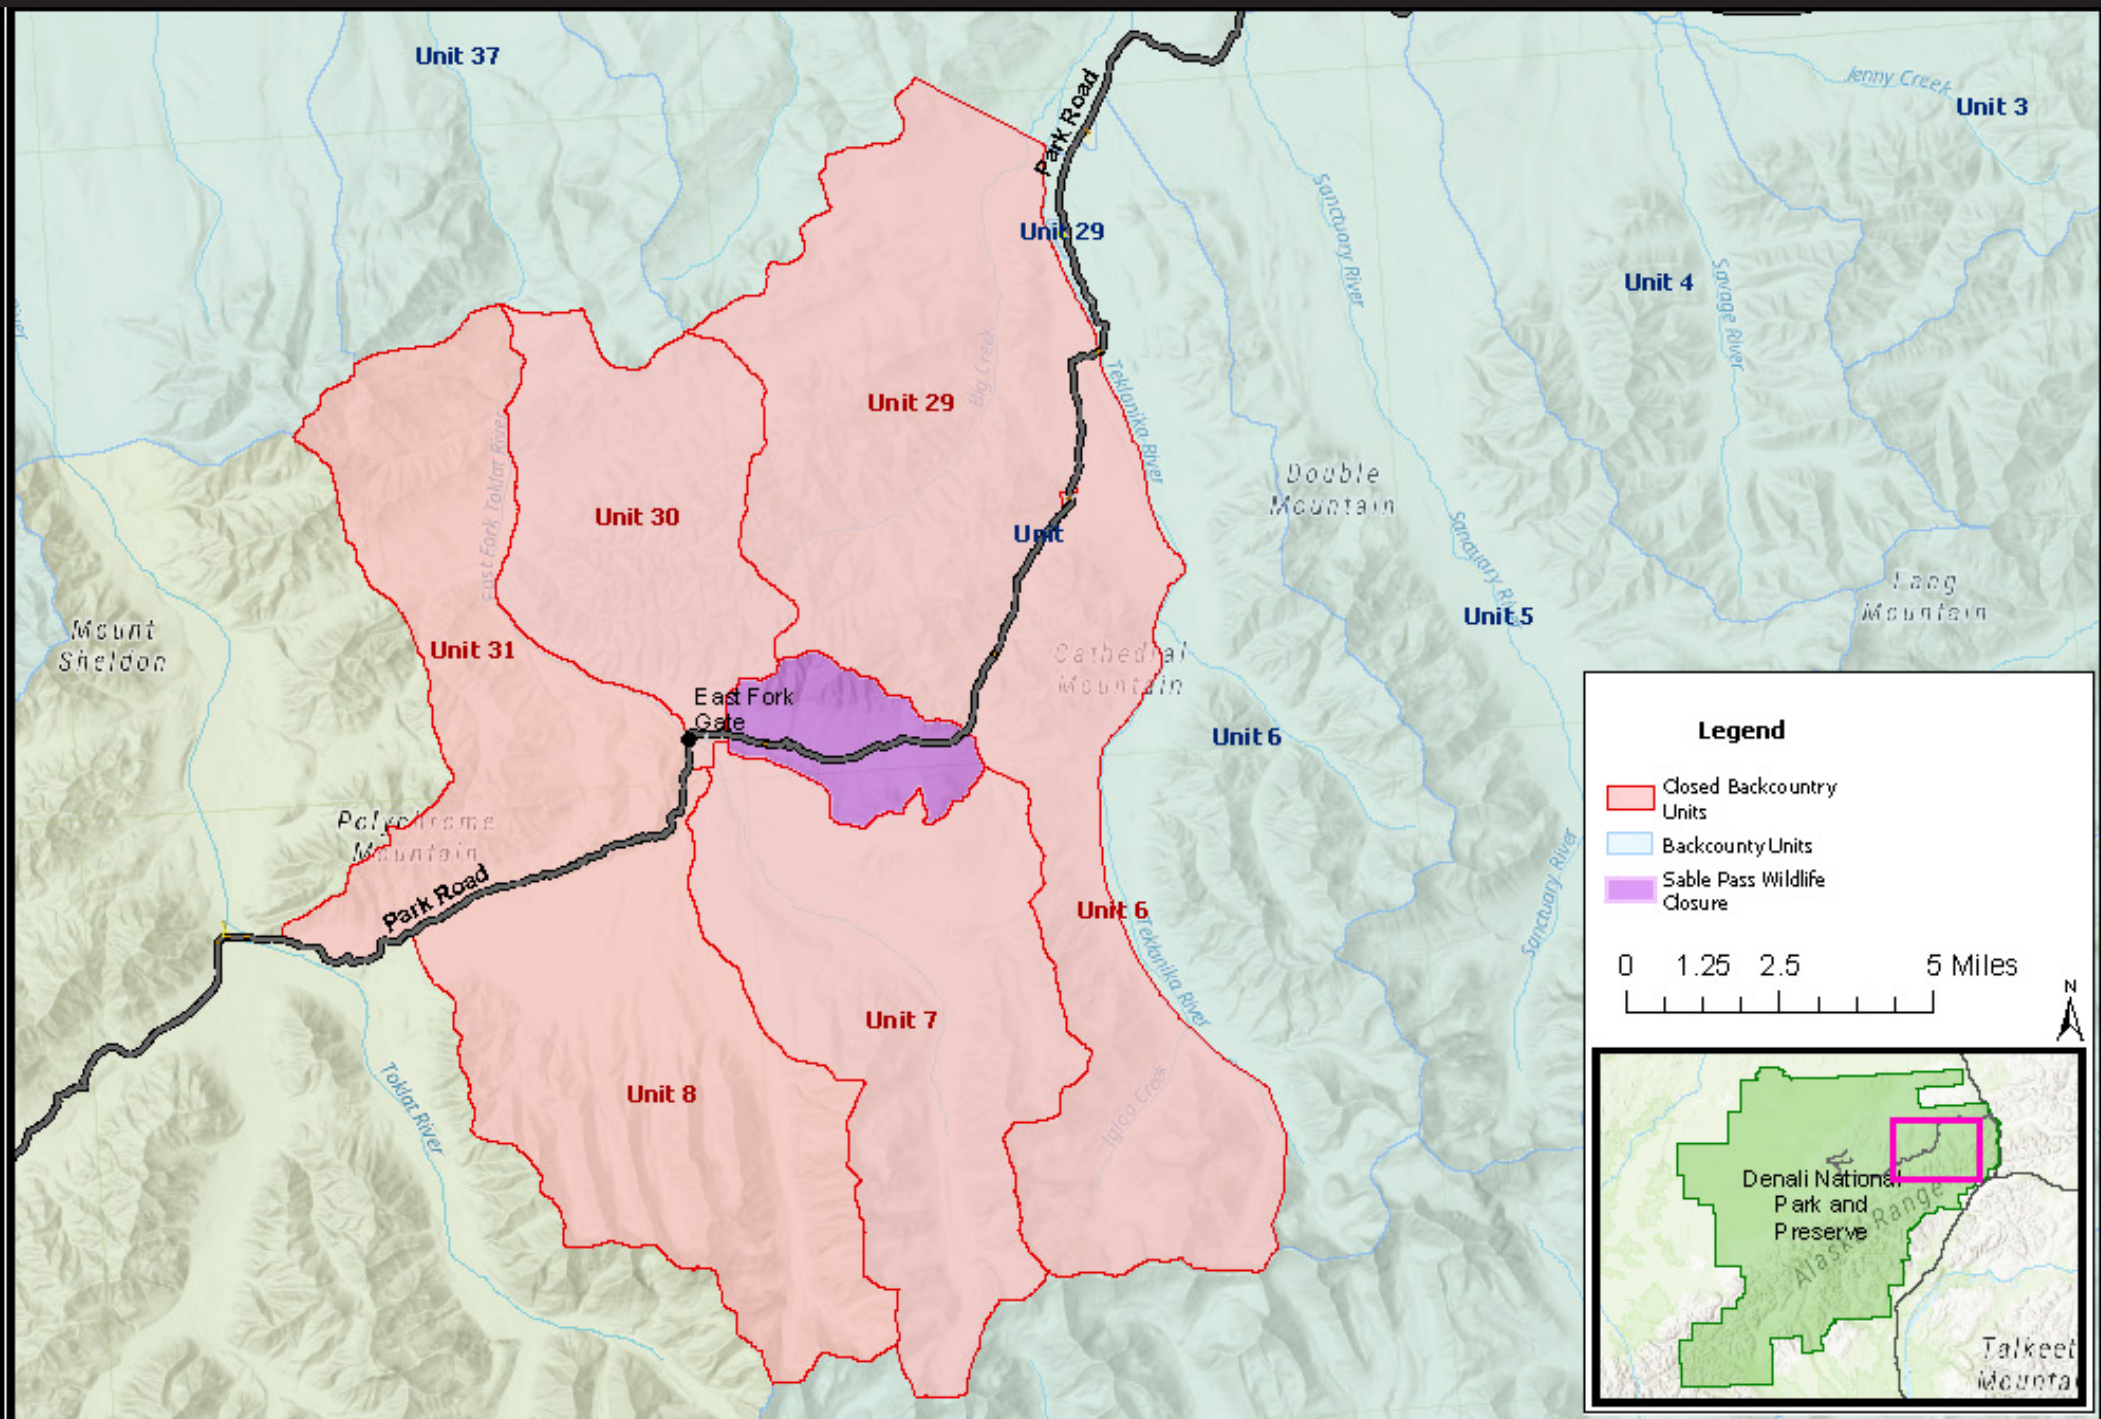 Unit 37
Jenny Creek
Unit 3
Park Road
Sanctuary River
Unit 29
Unit 4
Savage River
Big Creek
Unit 29
Teklanika River
East Fork Toklat River
Double
Mountain
Unit 30
Unit
Sanctuary
Fang
Mountain
Unit 5
Mount
Sheldon
Unit 31
Cathedral
Mountain
East Fork
Gate
Unit 6
Polychrome
Mountain
Park Road
Unit 6
Sanctuary River
Teklanika River
Unit 7
Unit 8
Toklat River
Igloo Creek
Legend
Closed Backcountry
Units
Backcounty Units
Sable Pass Wildlife
Closure
0 1.25 2.5 5 Miles
N
Denali National
Park and
Preserve
Alaska Range
Talkeet
Mounta